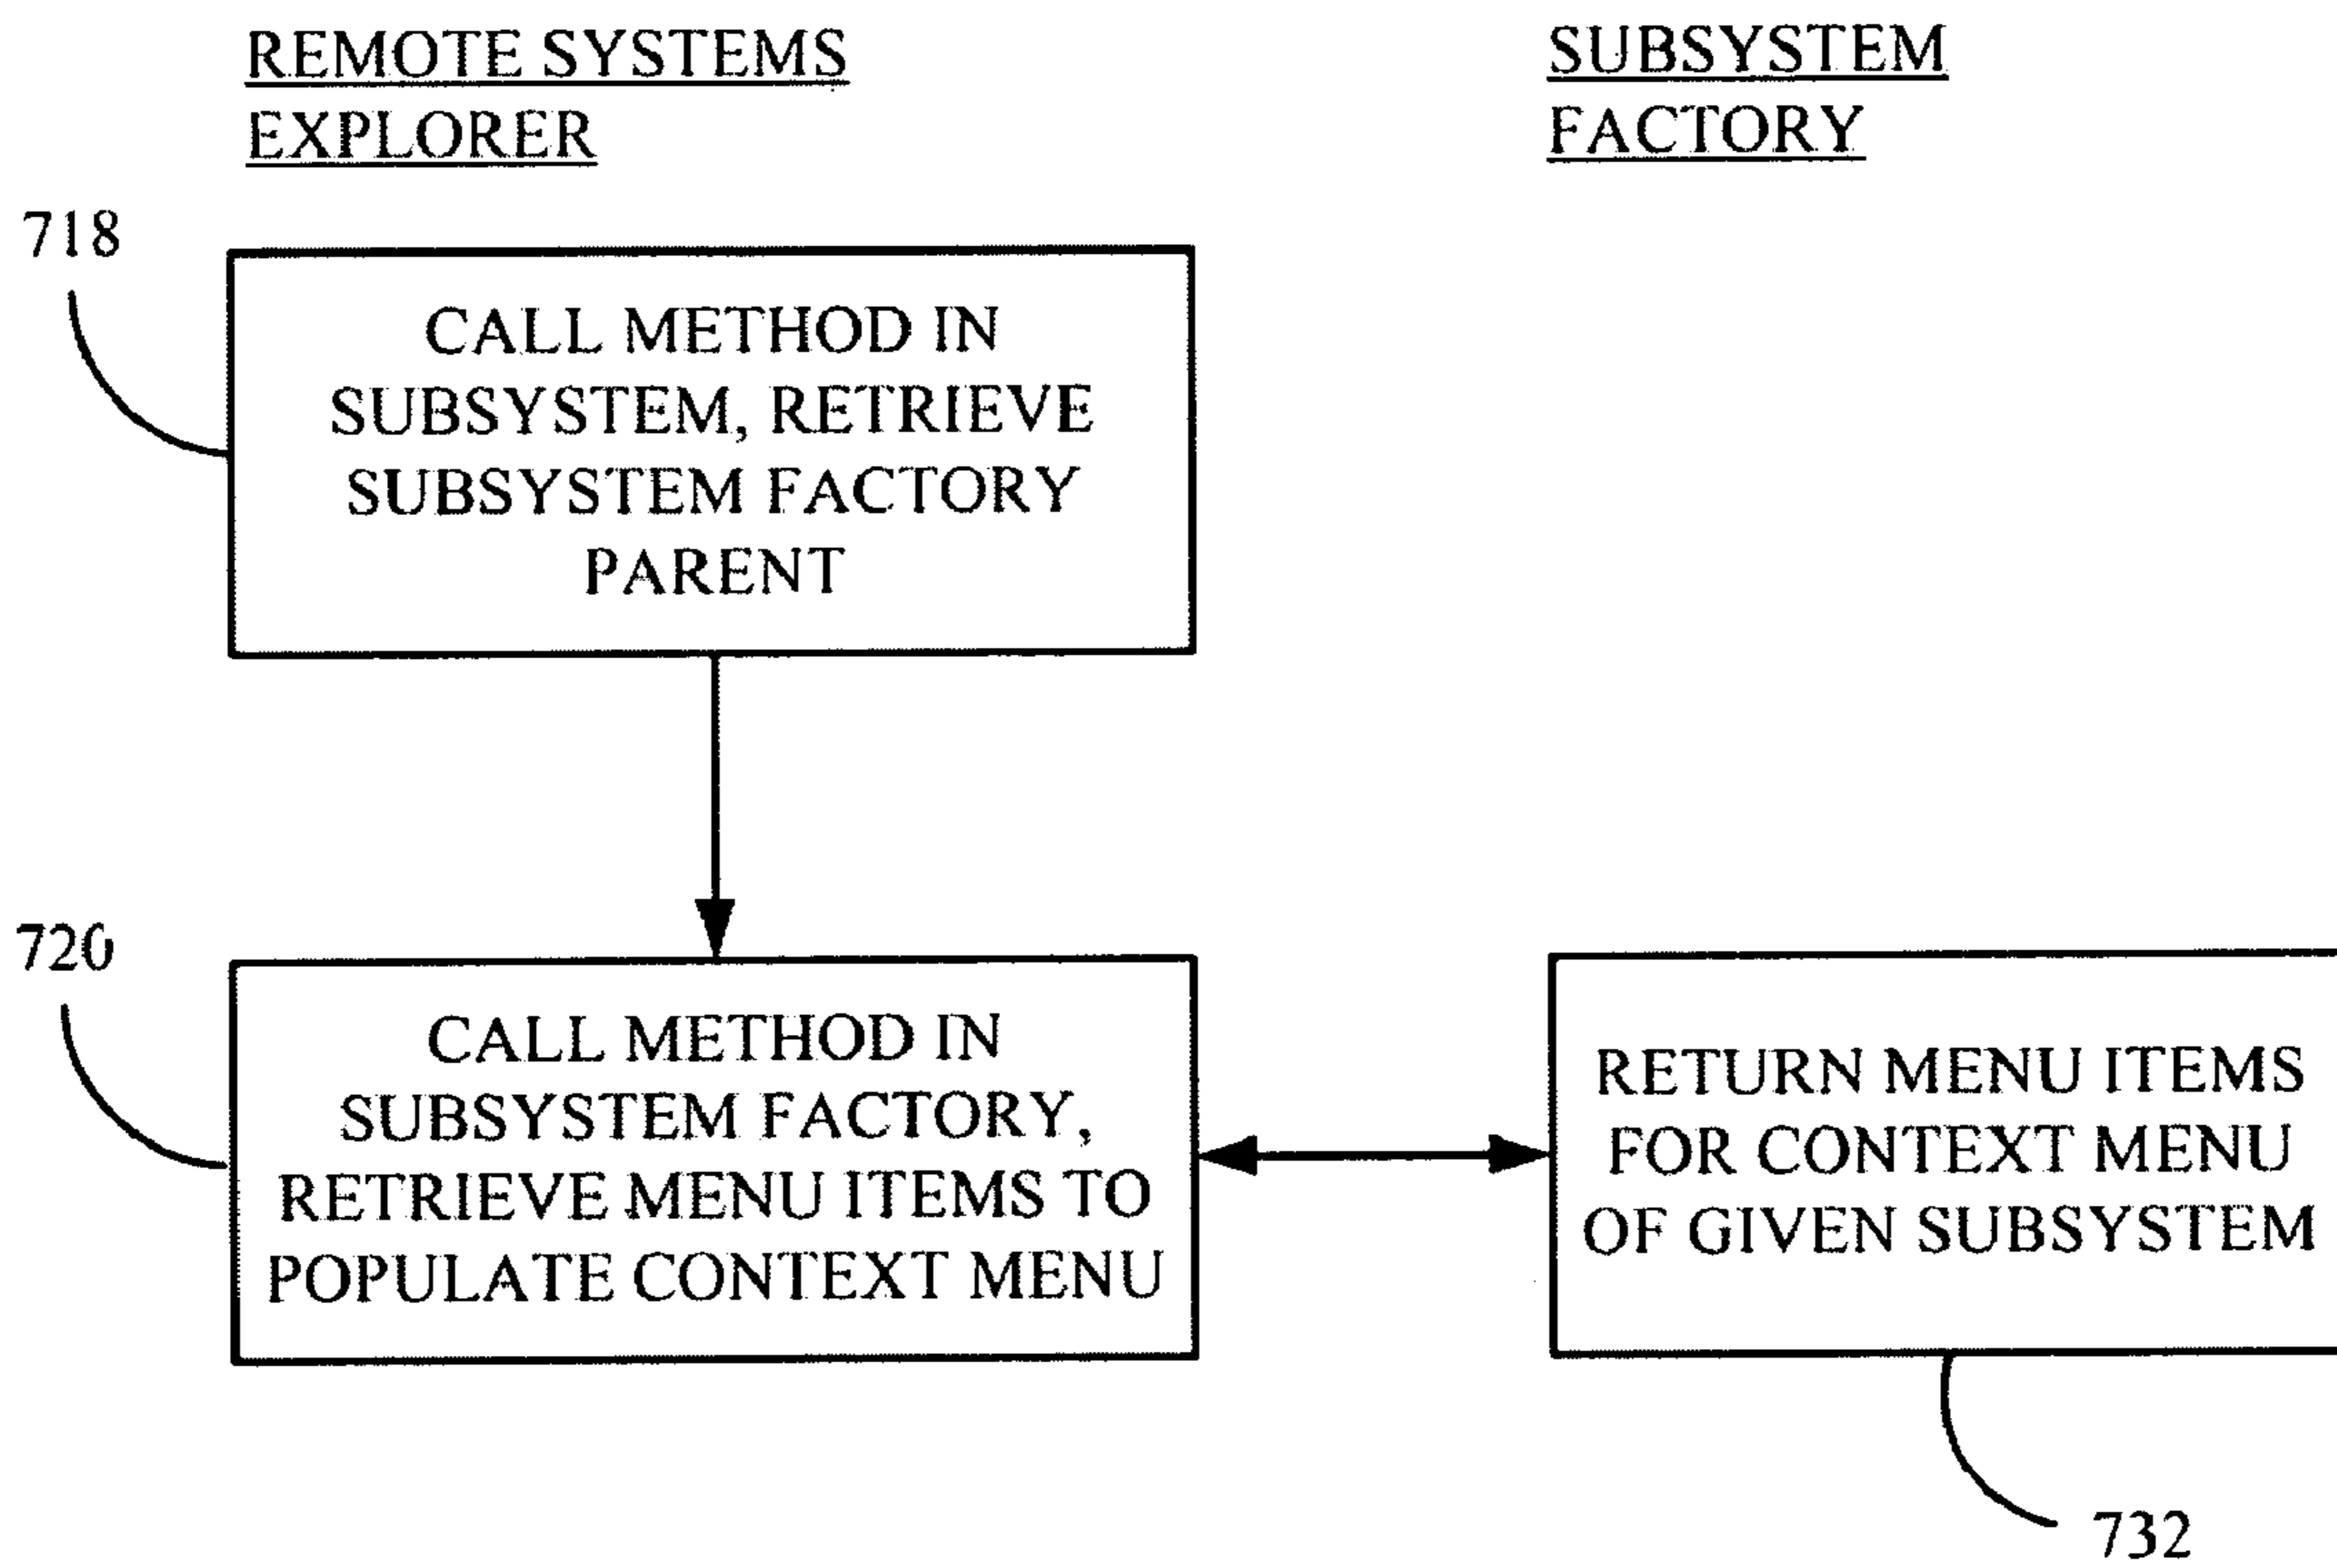 REMOTE SYSTEMS
EXPLORER
SUBSYSTEM
FACTORY
718
CALL METHOD IN
SUBSYSTEM, RETRIEVE
SUBSYSTEM FACTORY
PARENT
720
CALL METHOD IN
SUBSYSTEM FACTORY,
RETRIEVE MENU ITEMS TO
POPULATE CONTEXT MENU
RETURN MENU ITEMS
FOR CONTEXT MENU
OF GIVEN SUBSYSTEM
732